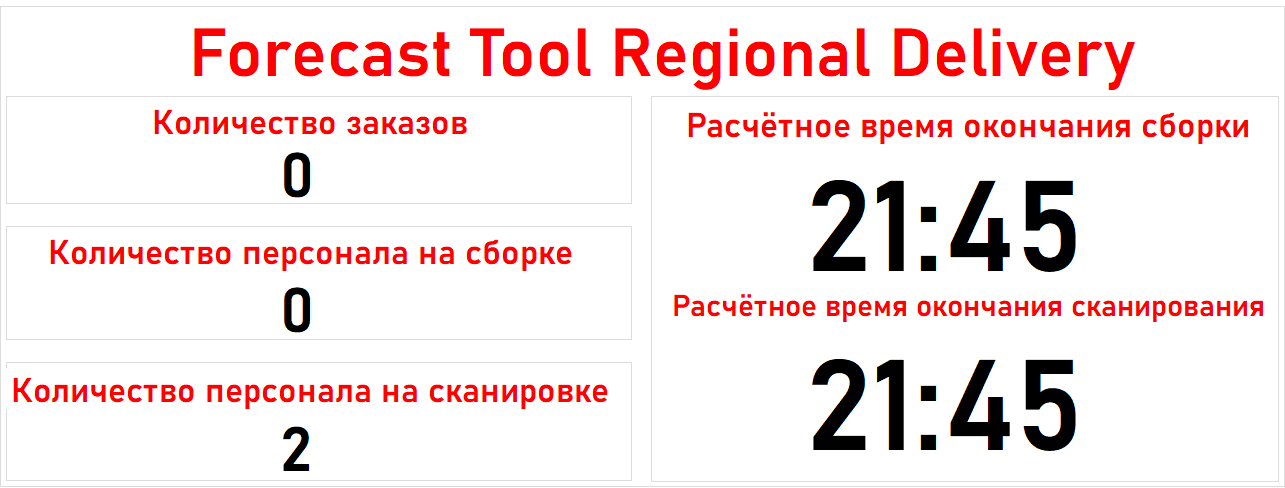 Forecast Tool Regional Delivery
Количество заказов
0
Количество персонала на сборке
0
Количество персонала на сканировке
2
Расчётное время окончания сборки
21:45
Расчётное время окончания сканирования
21:45